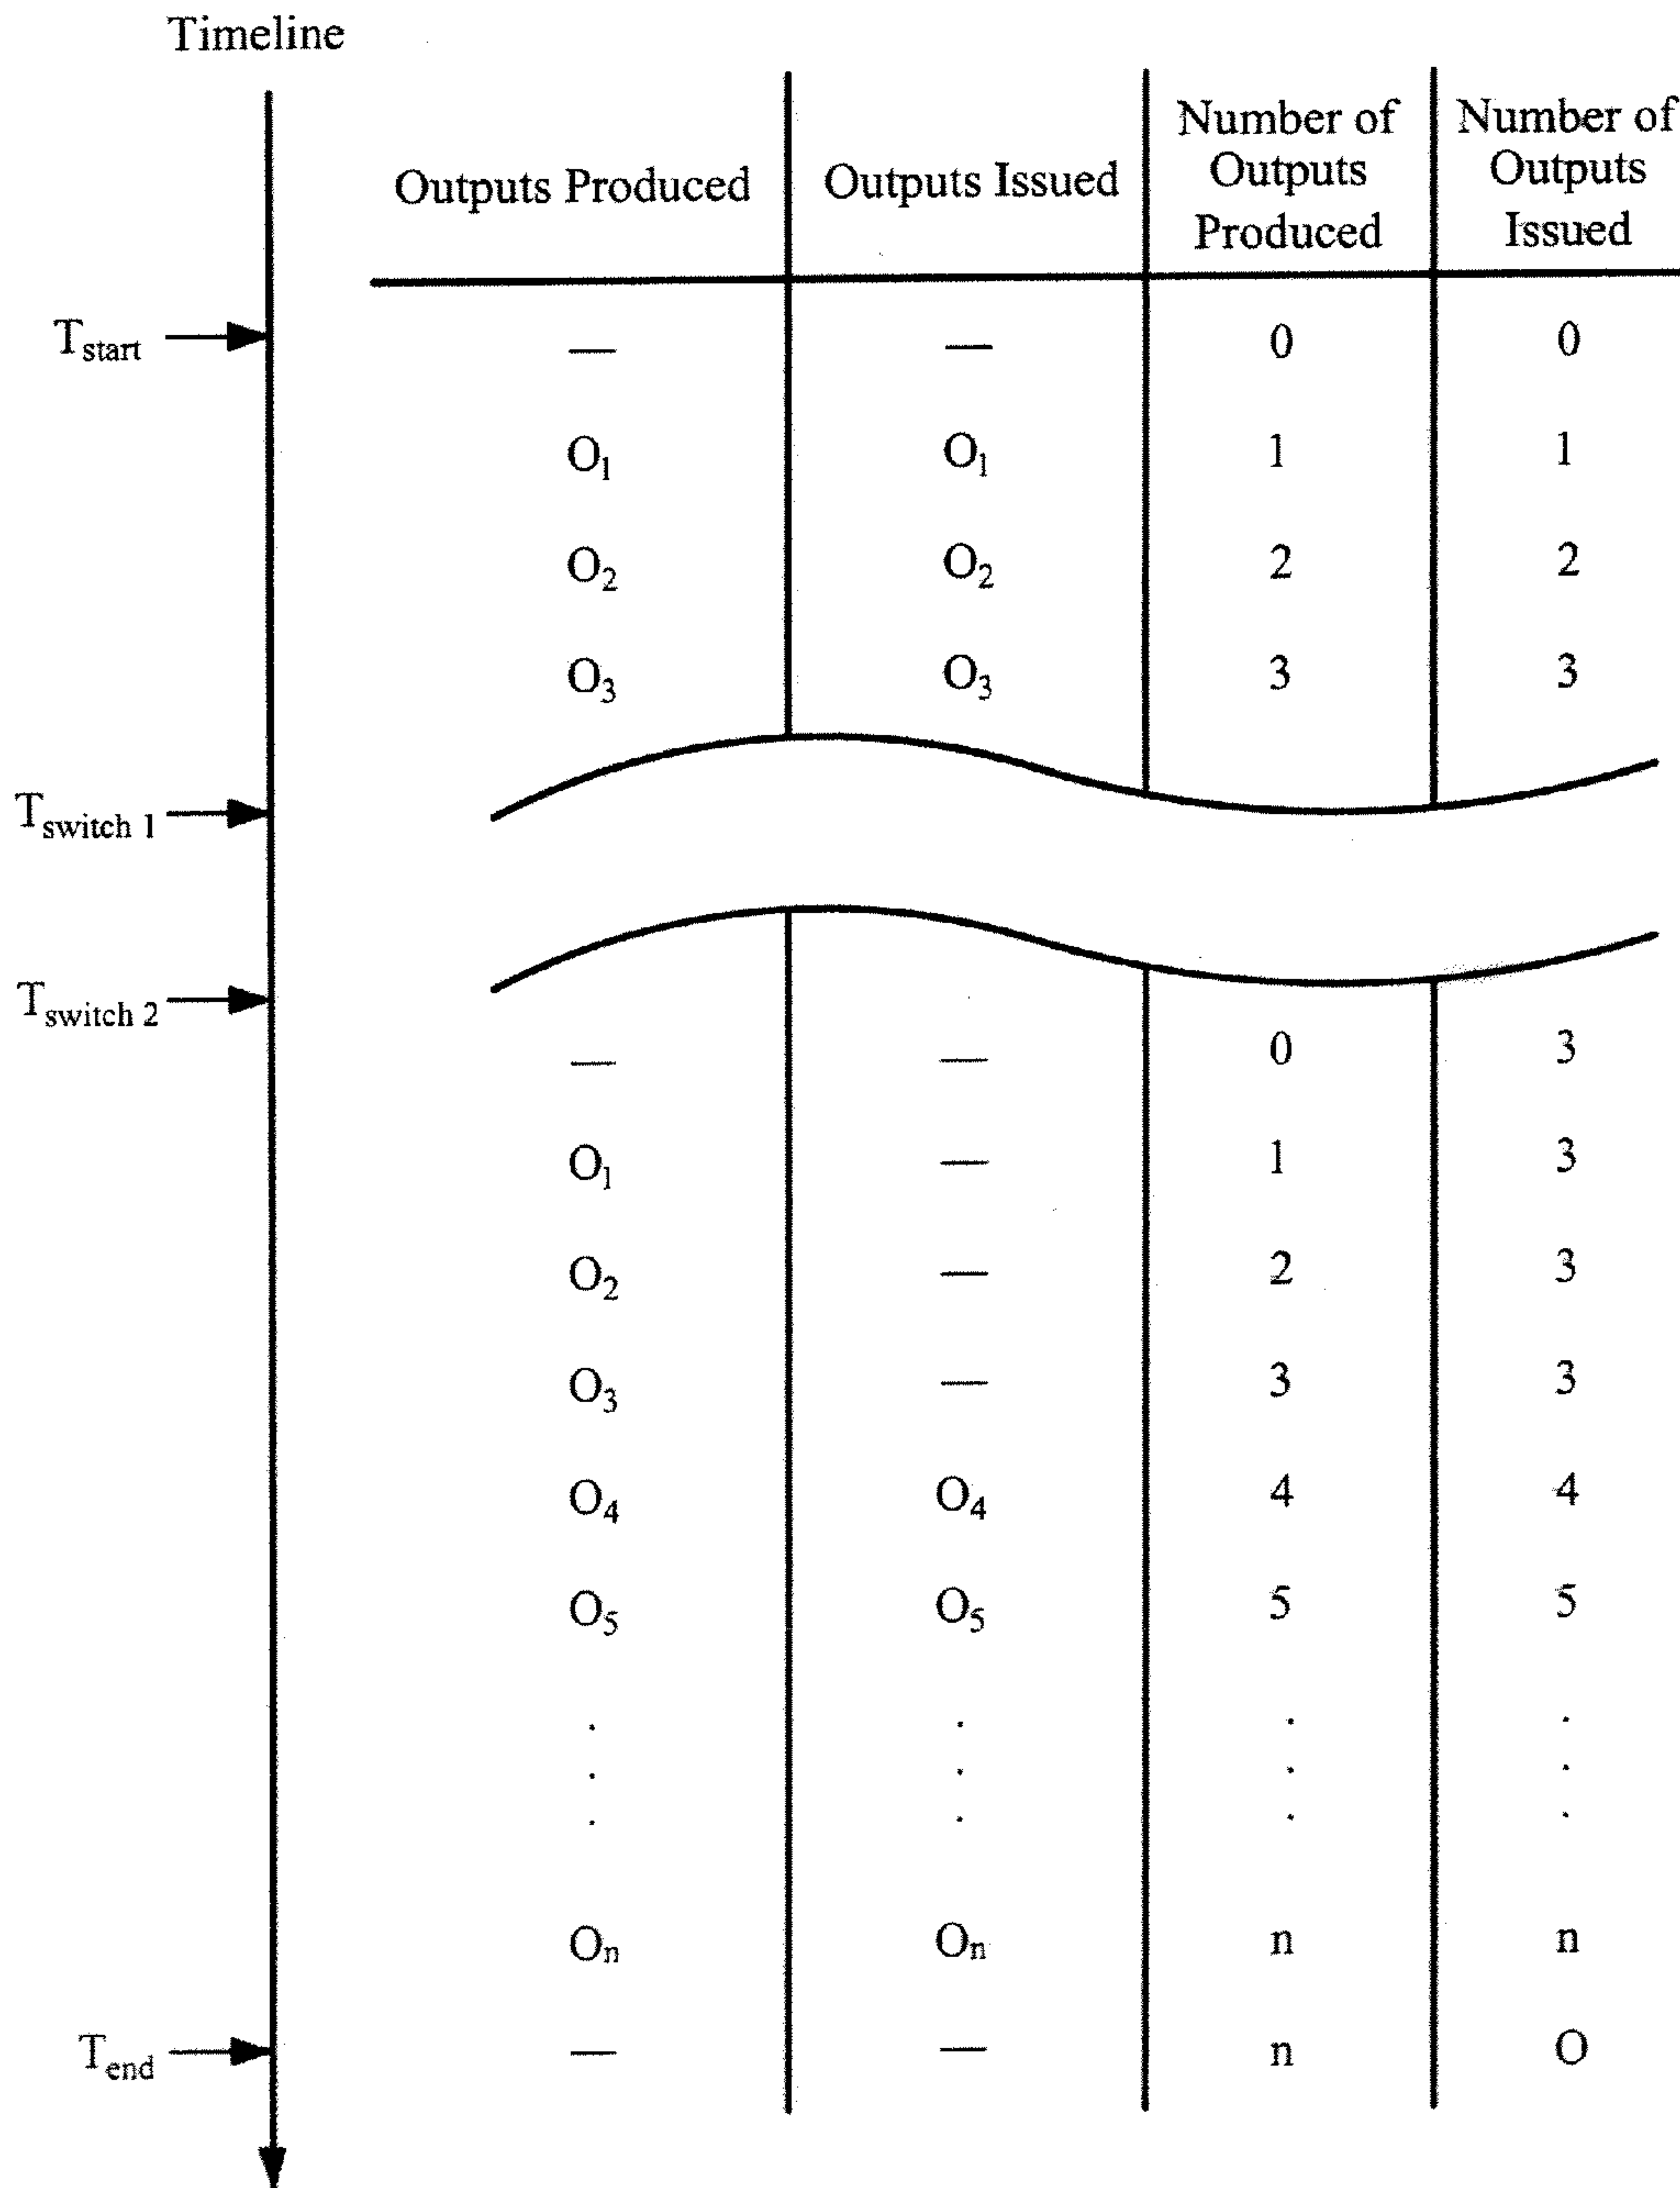 Timeline
Outputs Produced Outputs Issued Number of Outputs Produced Number of Outputs Issued
T_start — — 0 0
O₁ O₁ 1 1
O₂ O₂ 2 2
O₃ O₃ 3 3
T_switch 1
T_switch 2
— — 0 3
O₁ — 1 3
O₂ — 2 3
O₃ — 3 3
O₄ O₄ 4 4
O₅ O₅ 5 5
. . . .
. . . .
. . . .
Oₙ Oₙ n n
T_end — — n O